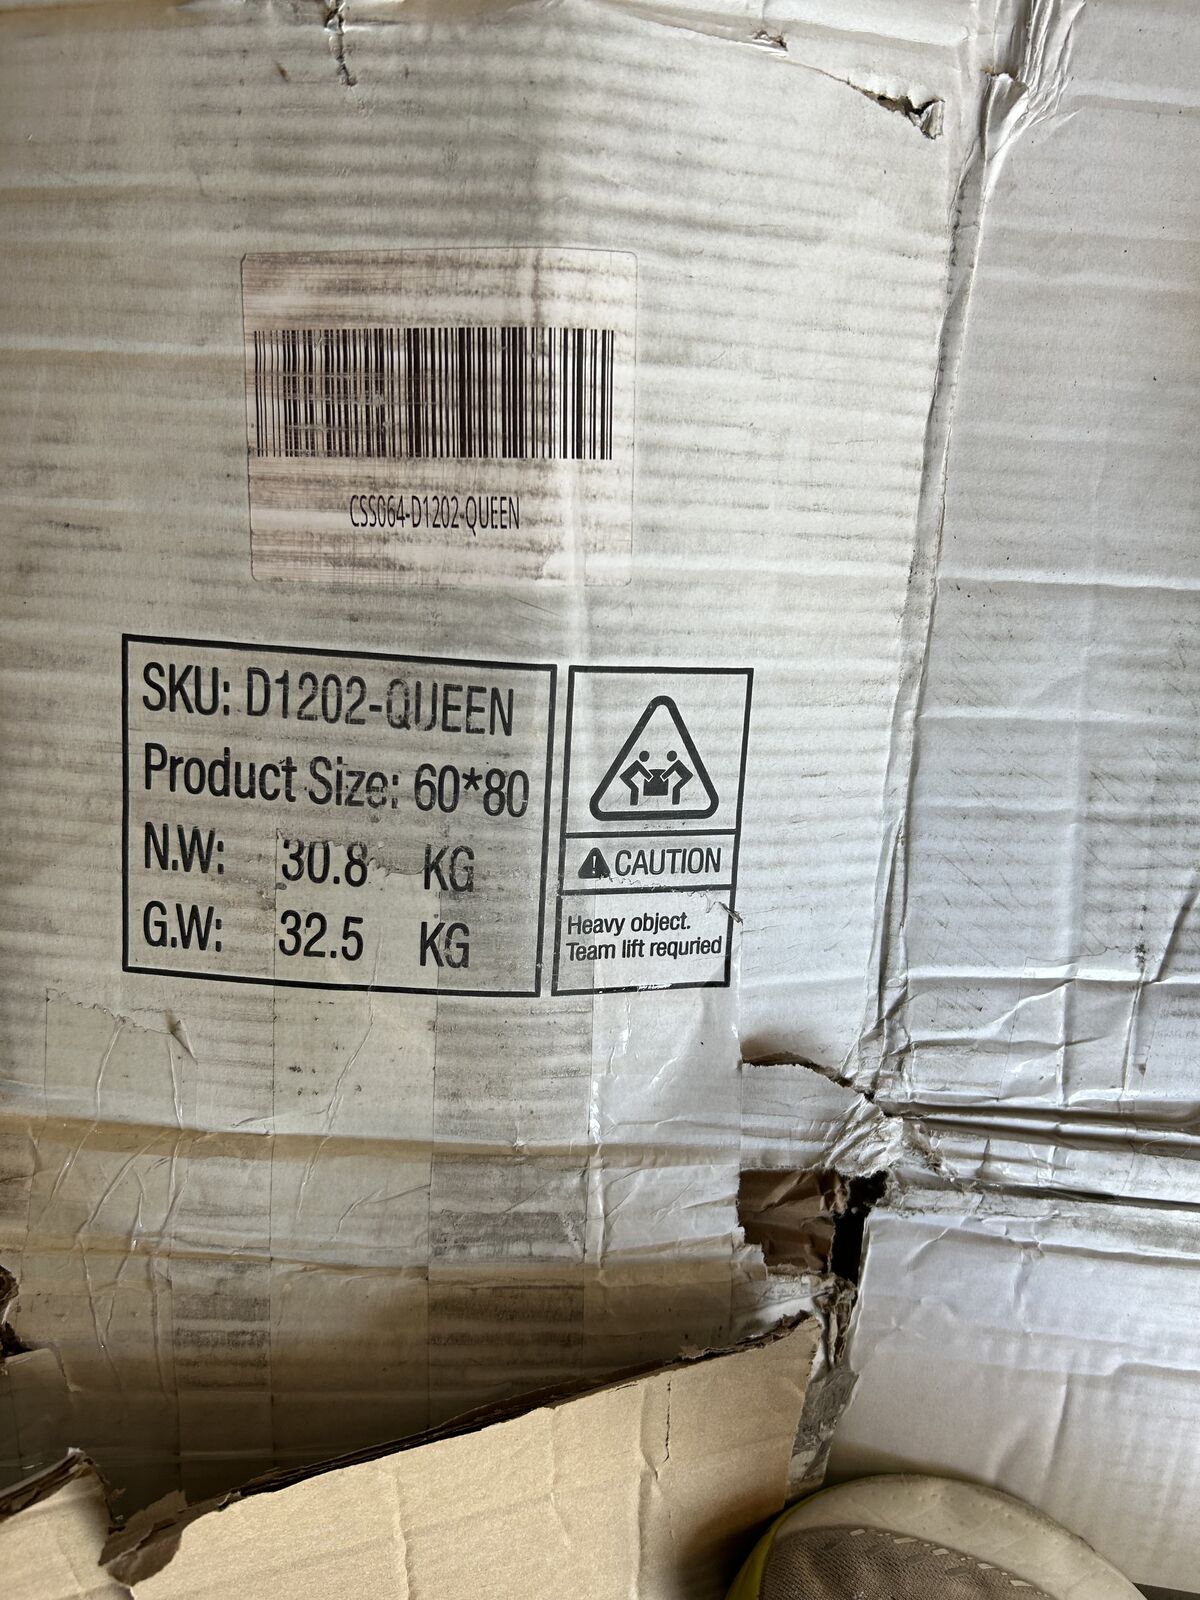 CSS064-D1202-QUEEN
SKU: D1202-QUEEN
Product Size: 60*80
N.W: 30.8 KG
G.W: 32.5 KG
CAUTION
Heavy object.
Team lift requried